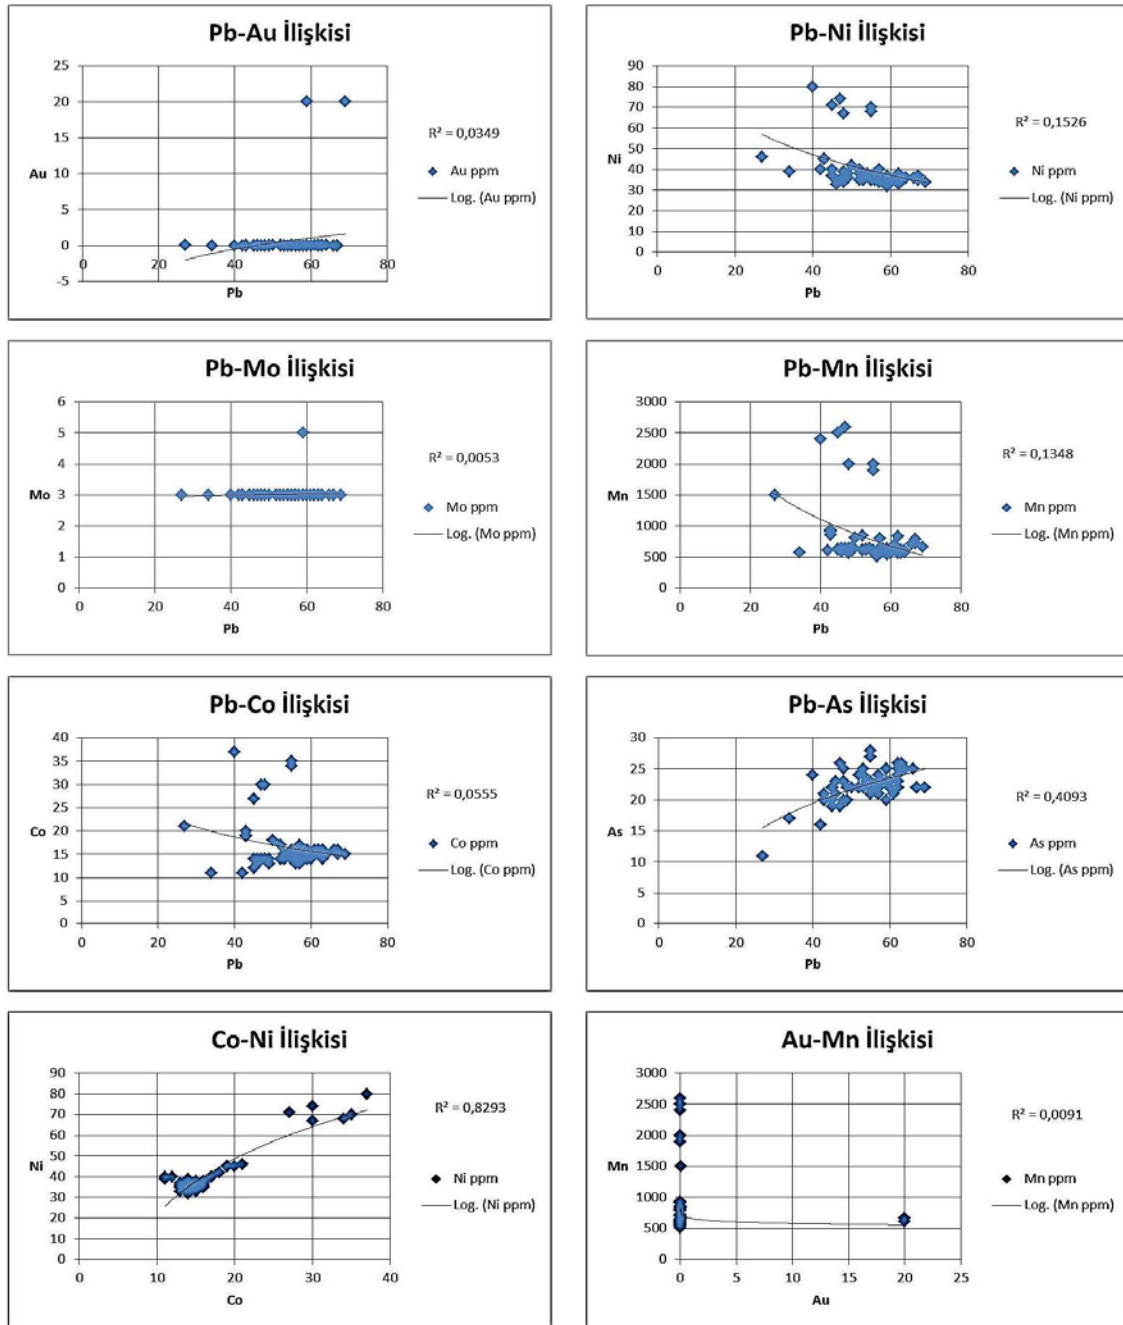 Pb-Au İlişkisi
25
20
15
10
5
0
-5
Au
0
20
40
60
80
Pb
R² = 0,0349
Au ppm
Log. (Au ppm)
Pb-Ni İlişkisi
90
80
70
60
50
40
30
20
10
0
Ni
0
20
40
60
80
Pb
R² = 0,1526
Ni ppm
Log. (Ni ppm)
Pb-Mo İlişkisi
6
5
4
3
2
1
0
Mo
0
20
40
60
80
Pb
R² = 0,0053
Mo ppm
Log. (Mo ppm)
Pb-Mn İlişkisi
3000
2500
2000
1500
1000
500
0
Mn
0
20
40
60
80
Pb
R² = 0,1348
Mn ppm
Log. (Mn ppm)
Pb-Co İlişkisi
40
35
30
25
20
15
10
5
0
Co
0
20
40
60
80
Pb
R² = 0,0555
Co ppm
Log. (Co ppm)
Pb-As İlişkisi
30
25
20
15
10
5
0
As
0
20
40
60
80
Pb
R² = 0,4093
As ppm
Log. (As ppm)
Co-Ni İlişkisi
90
80
70
60
50
40
30
20
10
0
Ni
0
10
20
30
40
Co
R² = 0,8293
Ni ppm
Log. (Ni ppm)
Au-Mn İlişkisi
3000
2500
2000
1500
1000
500
0
Mn
0
5
10
15
20
25
Au
R² = 0,0091
Mn ppm
Log. (Mn ppm)